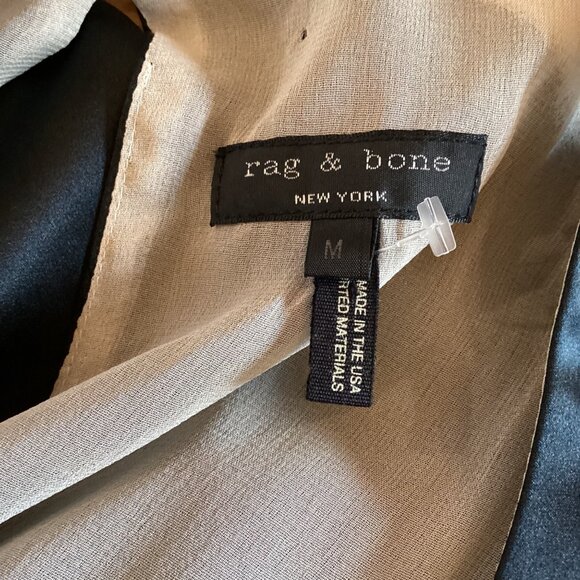 rag & bone
NEW YORK
M
MADE IN THE USA
RTED MATERIALS